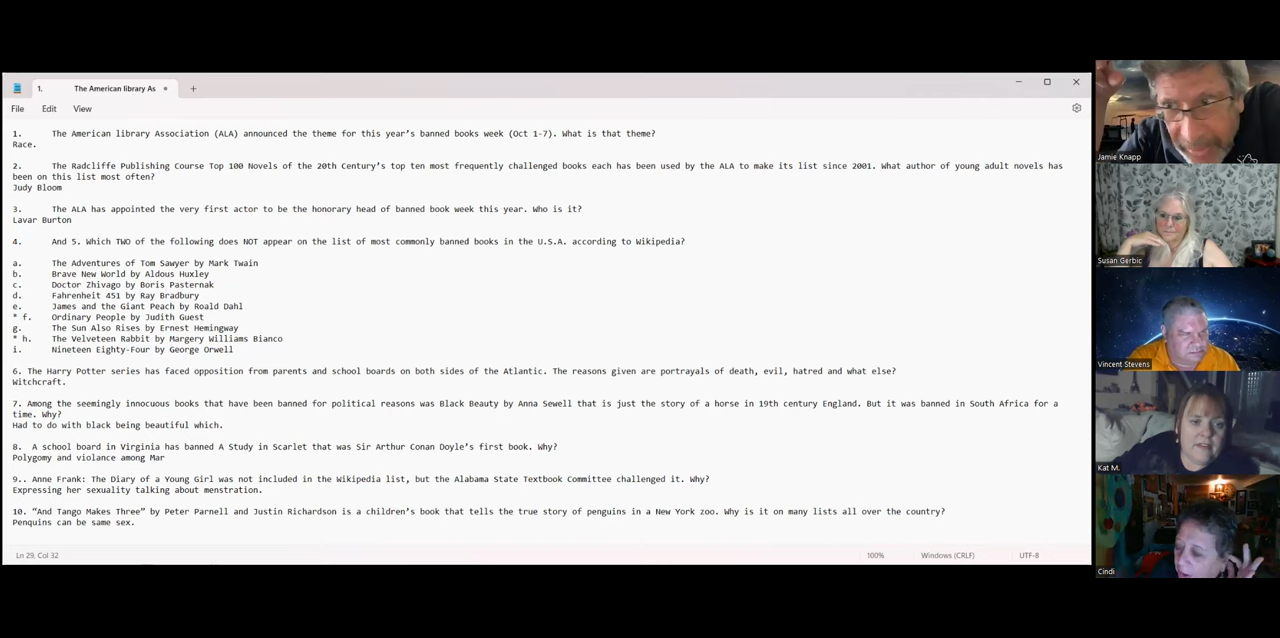 1. The American library As
File Edit View
1. The American library Association (ALA) announced the theme for this year's banned books week (Oct 1-7). What is that theme?
Race.
2. The Radcliffe Publishing Course Top 100 Novels of the 20th Century's top ten most frequently challenged books each has been used by the ALA to make its list since 2001. What author of young adult novels has
been on this list most often?
Judy Bloom
3. The ALA has appointed the very first actor to be the honorary head of banned book week this year. Who is it?
Lavar Burton
4. And 5. Which TWO of the following does NOT appear on the list of most commonly banned books in the U.S.A. according to Wikipedia?
a. The Adventures of Tom Sawyer by Mark Twain
b. Brave New World by Aldous Huxley
c. Doctor Zhivago by Boris Pasternak
d. Fahrenheit 451 by Ray Bradbury
e. James and the Giant Peach by Roald Dahl
* f. Ordinary People by Judith Guest
g. The Sun Also Rises by Ernest Hemingway
* h. The Velveteen Rabbit by Margery Williams Bianco
i. Nineteen Eighty-Four by George Orwell
6. The Harry Potter series has faced opposition from parents and school boards on both sides of the Atlantic. The reasons given are portrayals of death, evil, hatred and what else?
Witchcraft.
7. Among the seemingly innocuous books that have been banned for political reasons was Black Beauty by Anna Sewell that is just the story of a horse in 19th century England. But it was banned in South Africa for a
time. Why?
Had to do with black being beautiful which.
8. A school board in Virginia has banned A Study in Scarlet that was Sir Arthur Conan Doyle's first book. Why?
Polygomy and violance among Mar
9.. Anne Frank: The Diary of a Young Girl was not included in the Wikipedia list, but the Alabama State Textbook Committee challenged it. Why?
Expressing her sexuality talking about menstration.
10. “And Tango Makes Three” by Peter Parnell and Justin Richardson is a children's book that tells the true story of penguins in a New York zoo. Why is it on many lists all over the country?
Penquins can be same sex.
Ln 29, Col 32 100% Windows (CRLF) UTF-8
Jamie Knapp
Susan Gerbic
Vincent Stevens
Kat M.
Cindi